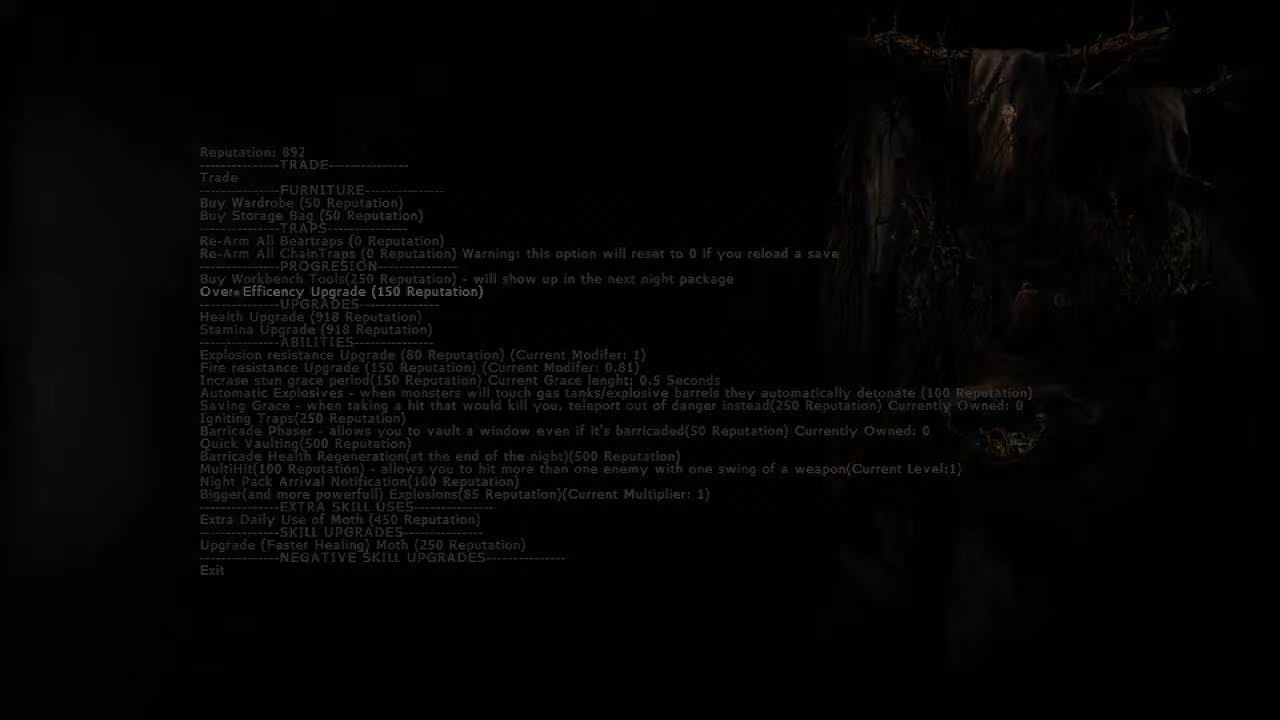 Reputation: 892
----------------TRADE----------------
Trade
----------------FURNITURE----------------
Buy Wardrobe (50 Reputation)
Buy Storage Bag (50 Reputation)
----------------TRAPS----------------
Re-Arm All Beartraps (0 Reputation)
Re-Arm All ChainTraps (0 Reputation) Warning: this option will reset to 0 if you reload a save
----------------PROGRESION----------------
Buy Workbench Tools(250 Reputation) - will show up in the next night package
Oven Efficency Upgrade (150 Reputation)
----------------UPGRADES----------------
Health Upgrade (918 Reputation)
Stamina Upgrade (918 Reputation)
----------------ABILITIES----------------
Explosion resistance Upgrade (80 Reputation) (Current Modifer: 1)
Fire resistance Upgrade (150 Reputation) (Current Modifer: 0.81)
Incrase stun grace period(150 Reputation) Current Grace lenght: 0.5 Seconds
Automatic Explosives - when monsters will touch gas tanks/explosive barrels they automatically detonate (100 Reputation)
Saving Grace - when taking a hit that would kill you, teleport out of danger instead(250 Reputation) Currently Owned: 0
Igniting Traps(250 Reputation)
Barricade Phaser - allows you to vault a window even if it's barricaded(50 Reputation) Currently Owned: 0
Quick Vaulting(500 Reputation)
Barricade Health Regeneration(at the end of the night)(500 Reputation)
MultiHit(100 Reputation) - allows you to hit more than one enemy with one swing of a weapon(Current Level:1)
Night Pack Arrival Notification(100 Reputation)
Bigger(and more powerfull) Explosions(85 Reputation)(Current Multiplier: 1)
----------------EXTRA SKILL USES----------------
Extra Daily Use of Moth (450 Reputation)
----------------SKILL UPGRADES----------------
Upgrade (Faster Healing) Moth (250 Reputation)
----------------NEGATIVE SKILL UPGRADES----------------
Exit